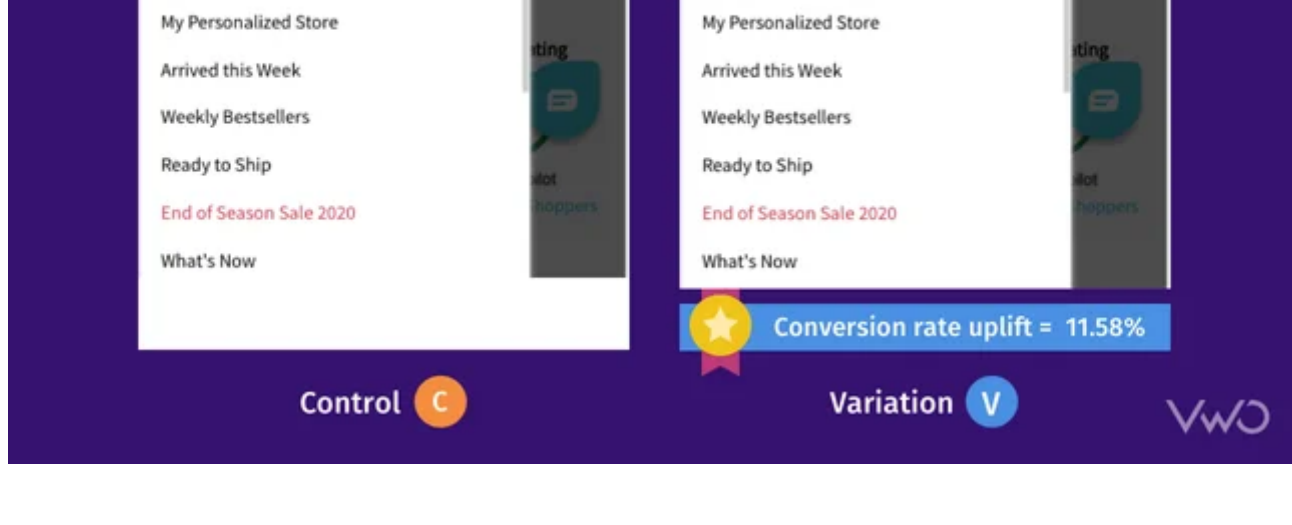 My Personalized Store
Arrived this Week
Weekly Bestsellers
Ready to Ship
End of Season Sale 2020
What's Now
Control C
My Personalized Store
Arrived this Week
Weekly Bestsellers
Ready to Ship
End of Season Sale 2020
What's Now
Conversion rate uplift = 11.58%
Variation V
VWO